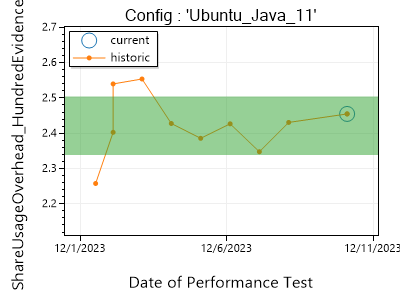 Config : 'Ubuntu_Java_11'
ShareUsageOverhead_HundredEvidence
current
historic
2.7
2.6
2.5
2.4
2.3
2.2
12/1/2023
12/6/2023
12/11/2023
Date of Performance Test